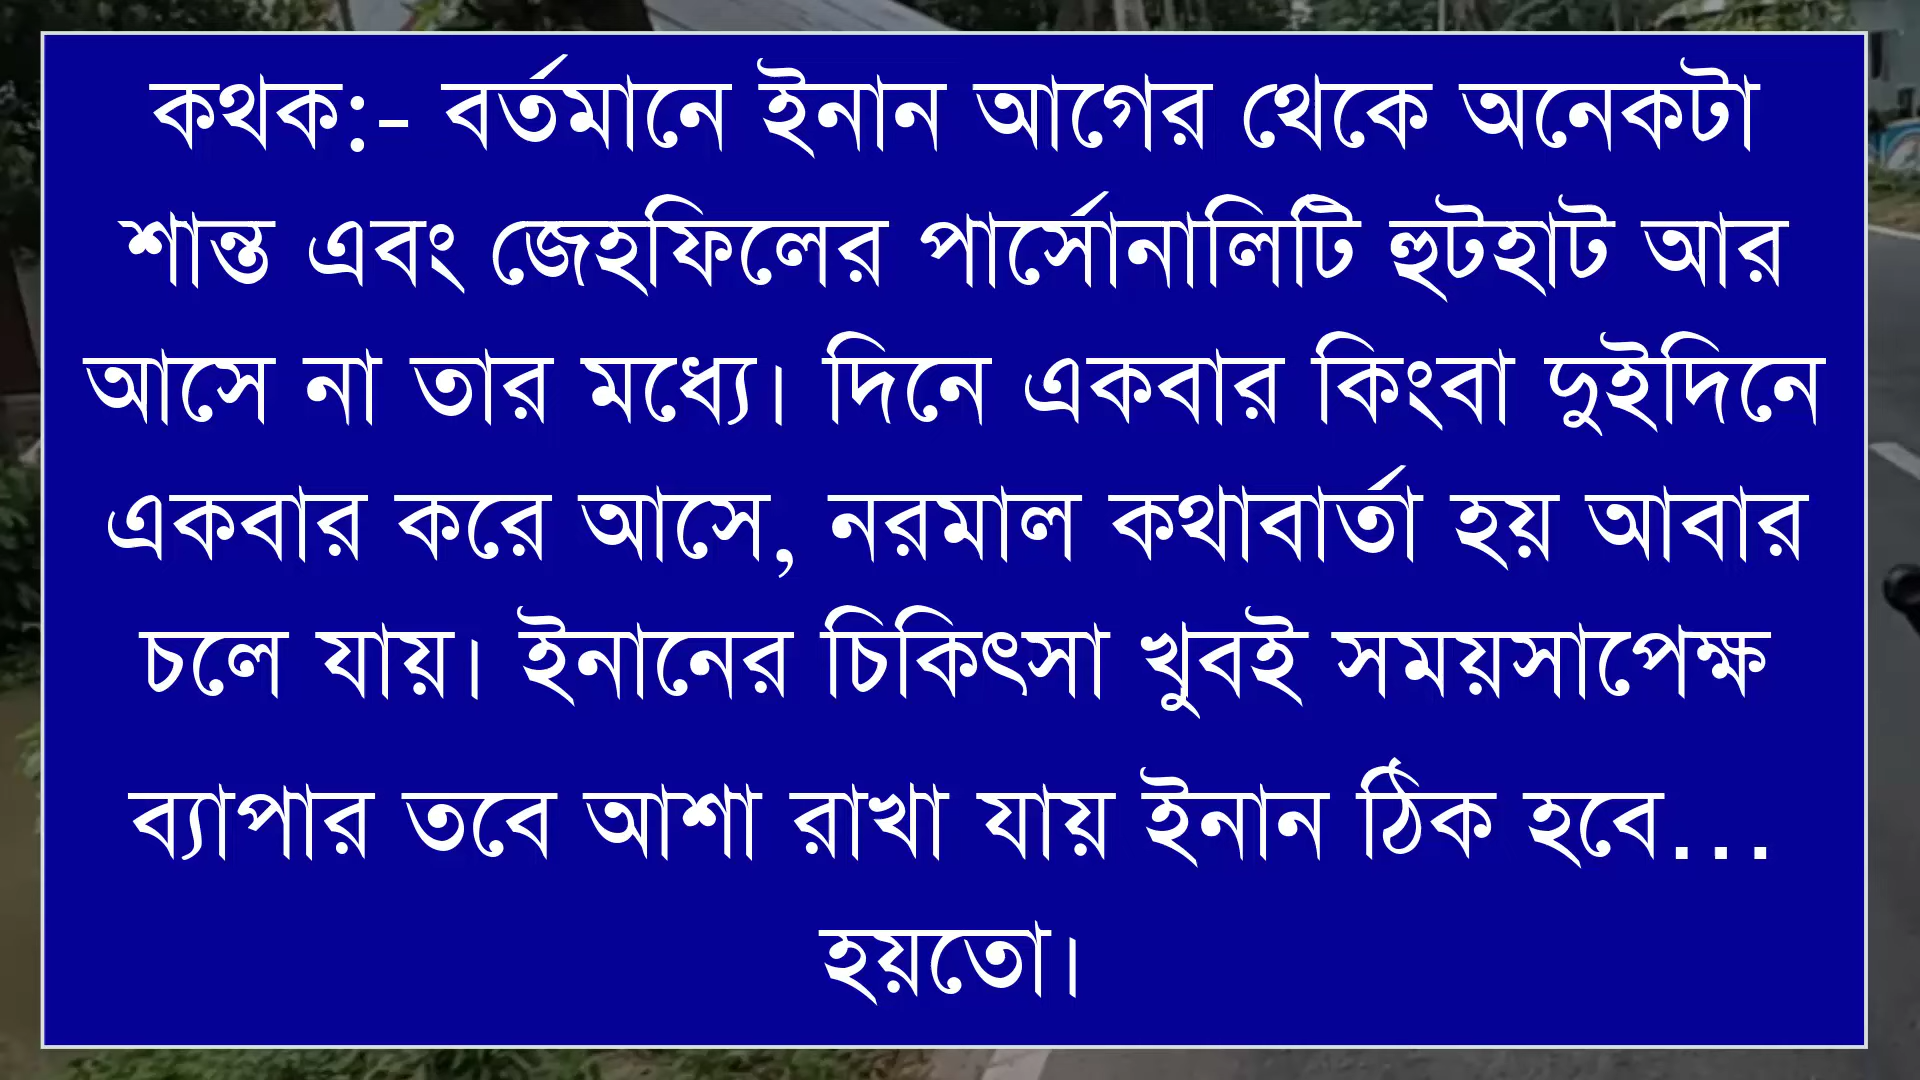 কথক:- বর্তমানে ইনান আগের থেকে অনেকটা
শান্ত এবং জেহফিলের পার্সোনালিটি হুটহাট আর
আসে না তার মধ্যে। দিনে একবার কিংবা দুইদিনে
একবার করে আসে, নরমাল কথাবার্তা হয় আবার
চলে যায়। ইনানের চিকিৎসা খুবই সময়সাপেক্ষ
ব্যাপার তবে আশা রাখা যায় ইনান ঠিক হবে...
হয়তো।